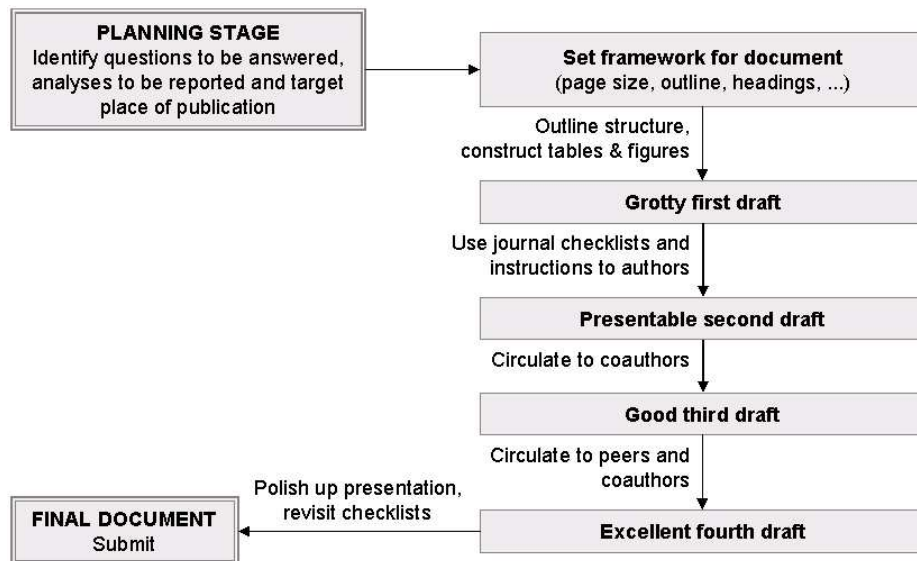 PLANNING STAGE
Identify questions to be answered,
analyses to be reported and target
place of publication
Set framework for document
(page size, outline, headings, ...)
Outline structure,
construct tables & figures
Grotty first draft
Use journal checklists and
instructions to authors
Presentable second draft
Circulate to coauthors
Good third draft
Circulate to peers and
coauthors
Excellent fourth draft
Polish up presentation,
revisit checklists
FINAL DOCUMENT
Submit